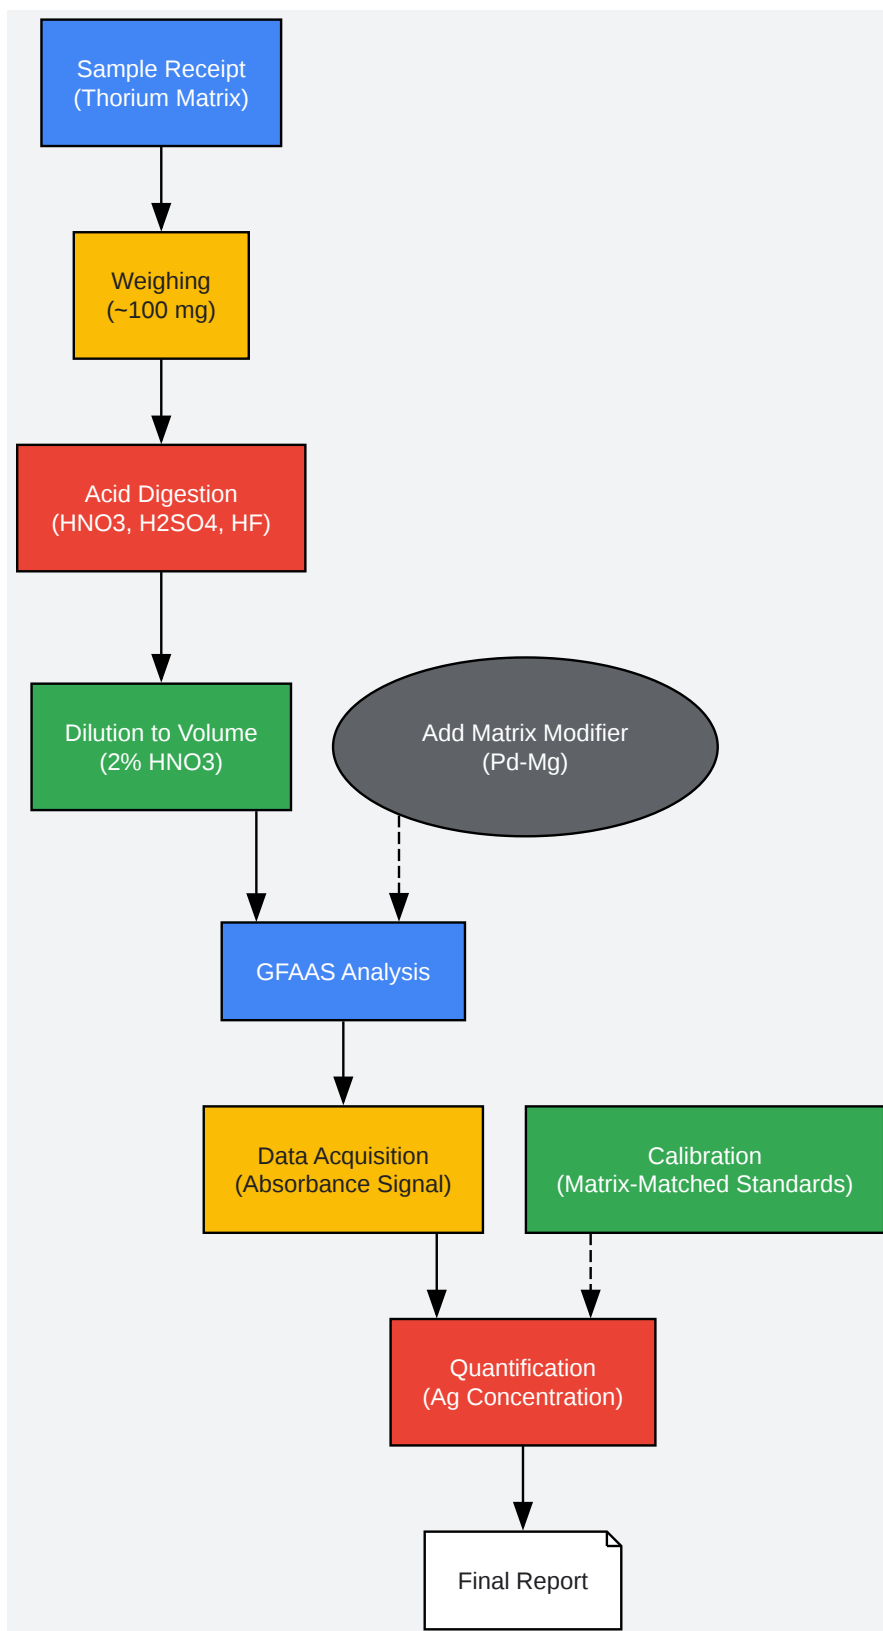 Sample Receipt
(Thorium Matrix)
Weighing
(~100 mg)
Acid Digestion
(HNO3, H2SO4, HF)
Dilution to Volume
(2% HNO3)
Add Matrix Modifier
(Pd-Mg)
GFAAS Analysis
Data Acquisition
(Absorbance Signal)
Calibration
(Matrix-Matched Standards)
Quantification
(Ag Concentration)
Final Report